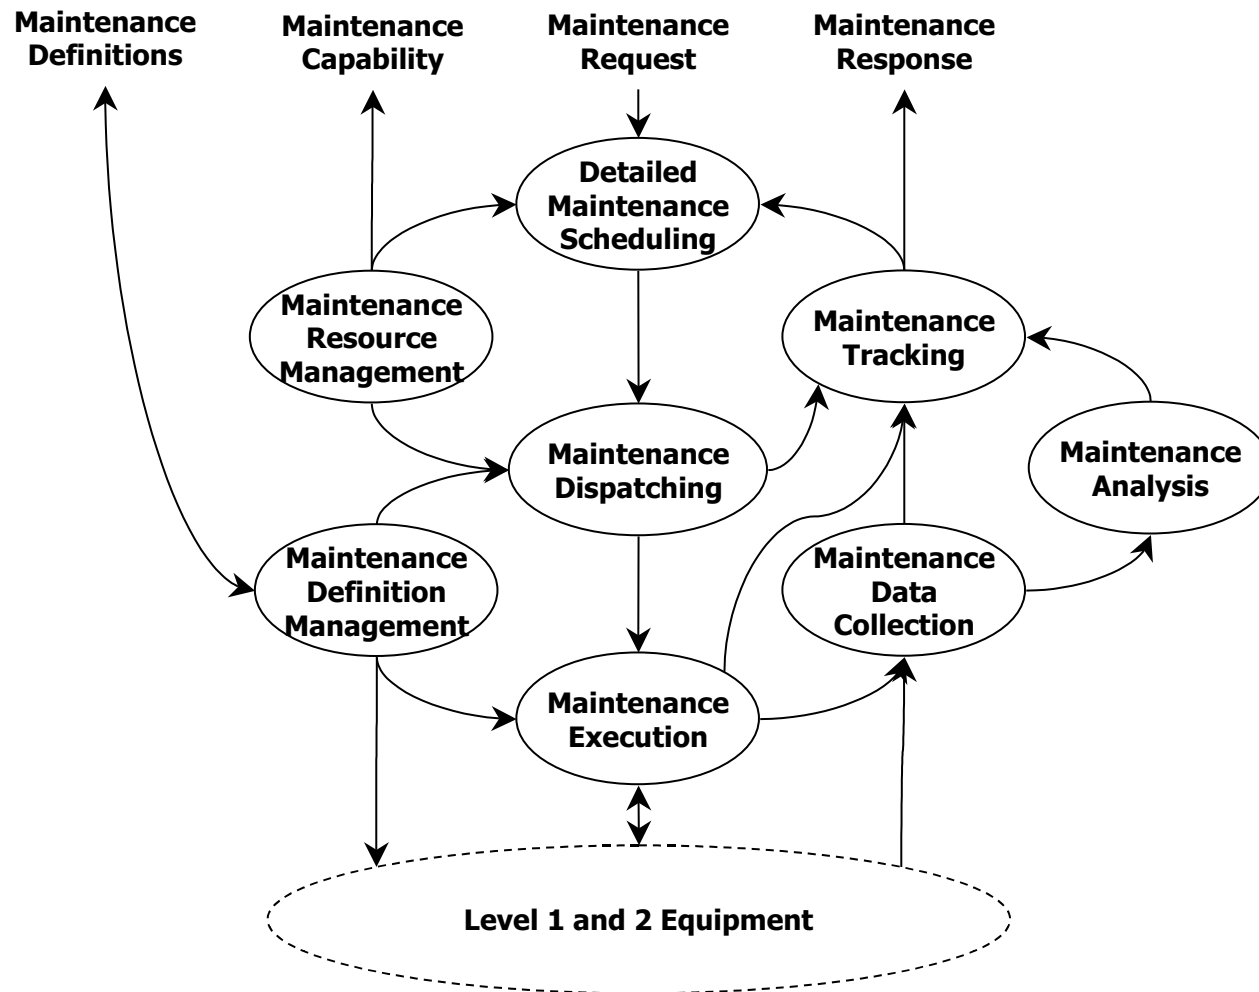 Maintenance
Definitions
Maintenance
Capability
Maintenance
Request
Maintenance
Response
Detailed
Maintenance
Scheduling
Maintenance
Resource
Management
Maintenance
Tracking
Maintenance
Dispatching
Maintenance
Analysis
Maintenance
Definition
Management
Maintenance
Data
Collection
Maintenance
Execution
Level 1 and 2 Equipment